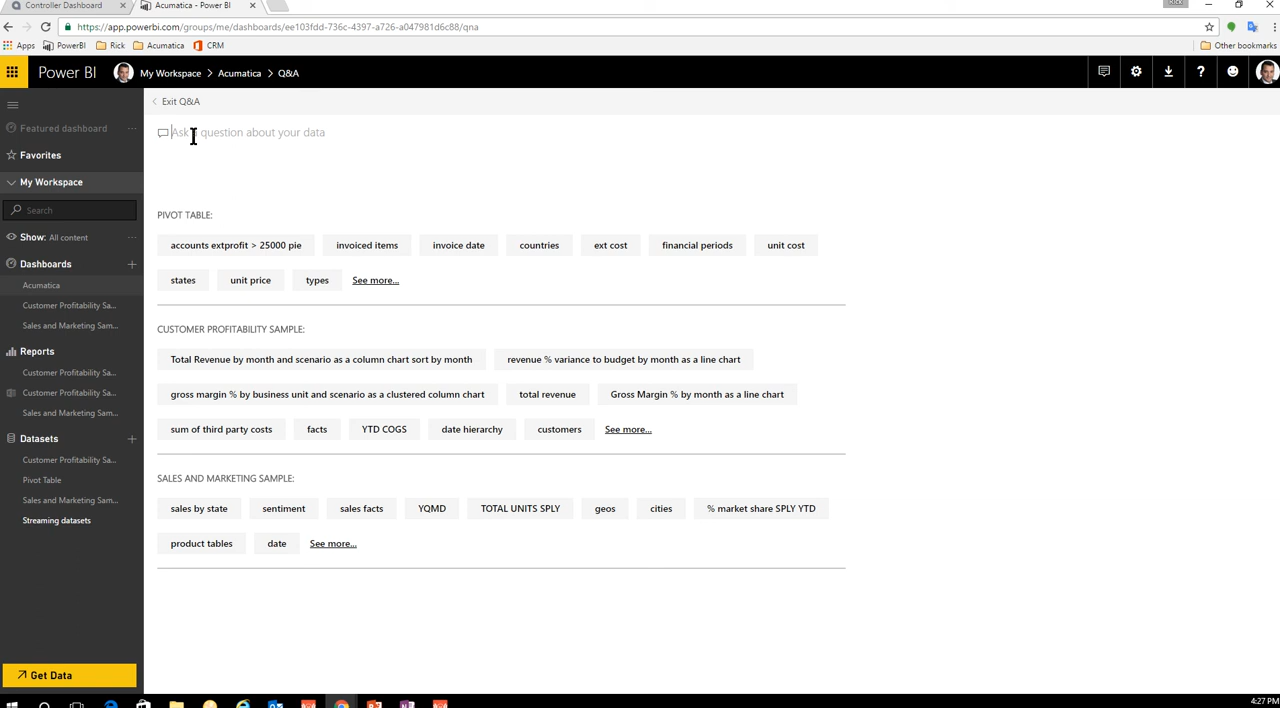 Controller Dashboard
Acumatica - Power BI
Rick
https://app.powerbi.com/groups/me/dashboards/ee103fdd-736c-4397-a726-a047981d6c88/qna
Apps PowerBI Rick Acumatica CRM Other bookmarks
Power BI My Workspace > Acumatica > Q&A
Exit Q&A
Featured dashboard
Ask a question about your data
Favorites
My Workspace
Search
Show: All content
Dashboards
Acumatica
Customer Profitability Sa...
Sales and Marketing Sam...
Reports
Customer Profitability Sa...
Customer Profitability Sa...
Sales and Marketing Sam...
Datasets
Customer Profitability Sa...
Pivot Table
Sales and Marketing Sam...
Streaming datasets
Get Data
PIVOT TABLE:
accounts extprofit > 25000 pie invoiced items invoice date countries ext cost financial periods unit cost
states unit price types See more...
CUSTOMER PROFITABILITY SAMPLE:
Total Revenue by month and scenario as a column chart sort by month revenue % variance to budget by month as a line chart
gross margin % by business unit and scenario as a clustered column chart total revenue Gross Margin % by month as a line chart
sum of third party costs facts YTD COGS date hierarchy customers See more...
SALES AND MARKETING SAMPLE:
sales by state sentiment sales facts YQMD TOTAL UNITS SPLY geos cities % market share SPLY YTD
product tables date See more...
4:27 PM